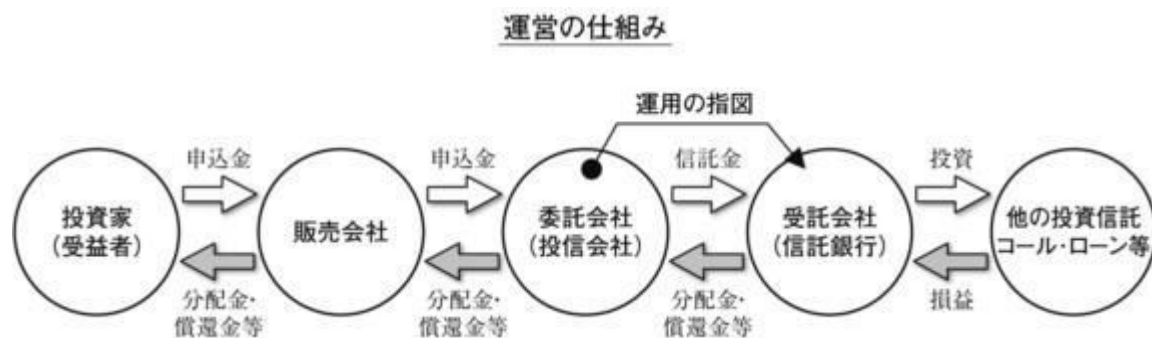 運営の仕組み
運用の指図
申込金
申込金
信託金
投資
投資家
(受益者)
販売会社
委託会社
(投信会社)
受託会社
(信託銀行)
他の投資信託
コール・ローン等
分配金・
償還金等
分配金・
償還金等
分配金・
償還金等
損益